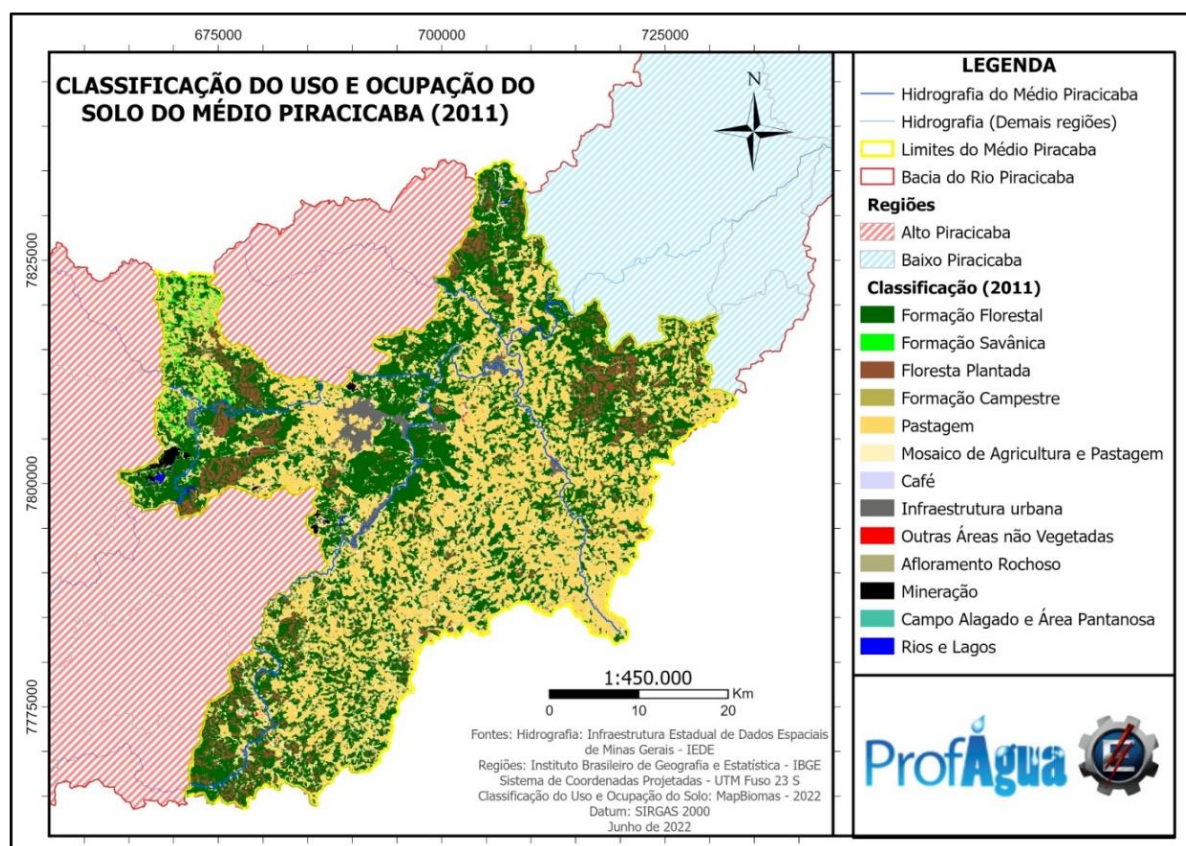 675000
700000
725000
CLASSIFICAÇÃO DO USO E OCUPAÇÃO DO
SOLO DO MÉDIO PIRACICABA (2011)
N
7825000
7800000
7775000
1:450.000
0 10 20 Km
Fontes: Hidrografia: Infraestrutura Estadual de Dados Espaciais
de Minas Gerais - IEDE
Regiões: Instituto Brasileiro de Geografia e Estatística - IBGE
Sistema de Coordenadas Projetadas - UTM Fuso 23 S
Classificação do Uso e Ocupação do Solo: MapBiomas - 2022
Datum: SIRGAS 2000
Junho de 2022
LEGENDA
Hidrografia do Médio Piracicaba
Hidrografia (Demais regiões)
Limites do Médio Piracaba
Bacia do Rio Piracicaba
Regiões
Alto Piracicaba
Baixo Piracicaba
Classificação (2011)
Formação Florestal
Formação Savânica
Floresta Plantada
Formação Campestre
Pastagem
Mosaico de Agricultura e Pastagem
Café
Infraestrutura urbana
Outras Áreas não Vegetadas
Afloramento Rochoso
Mineração
Campo Alagado e Área Pantanosa
Rios e Lagos
ProfÁgua